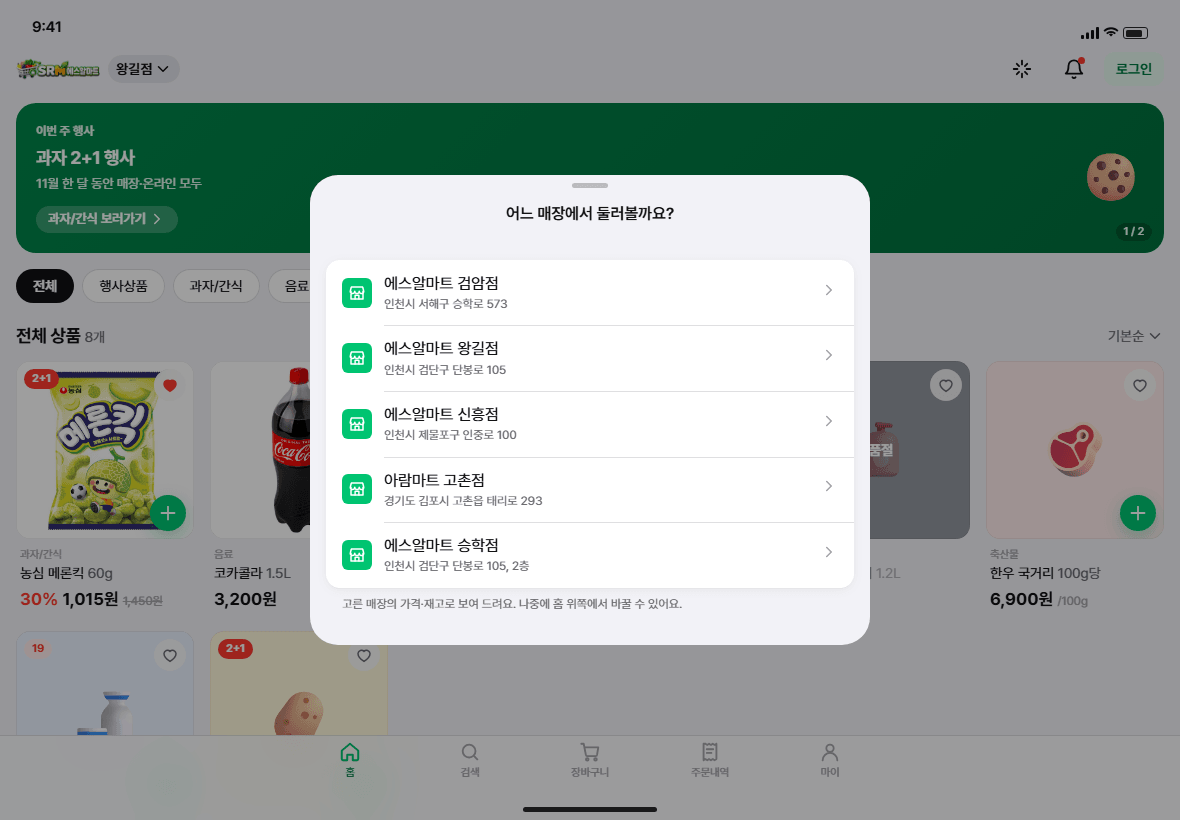 9:41
SRM 에스알마트
왕길점
로그인
이번 주 행사
과자 2+1 행사
11월 한 달 동안 매장·온라인 모두
과자/간식 보러가기
1 / 2
어느 매장에서 둘러볼까요?
에스알마트 검암점
인천시 서해구 승학로 573
에스알마트 왕길점
인천시 검단구 단봉로 105
에스알마트 신흥점
인천시 제물포구 인중로 100
아람마트 고촌점
경기도 김포시 고촌읍 태리로 293
에스알마트 승학점
인천시 검단구 단봉로 105, 2층
고른 매장의 가격·재고로 보여 드려요. 나중에 홈 위쪽에서 바꿀 수 있어요.
전체
행사상품
과자/간식
음료
전체 상품 8개
기본순
2+1
농심
메론킥
Coca-Cola
품절
과자/간식
농심 메론킥 60g
30% 1,015원 1,450원
음료
코카콜라 1.5L
3,200원
1.2L
축산물
한우 국거리 100g당
6,900원 /100g
19
2+1
홈
검색
장바구니
주문내역
마이